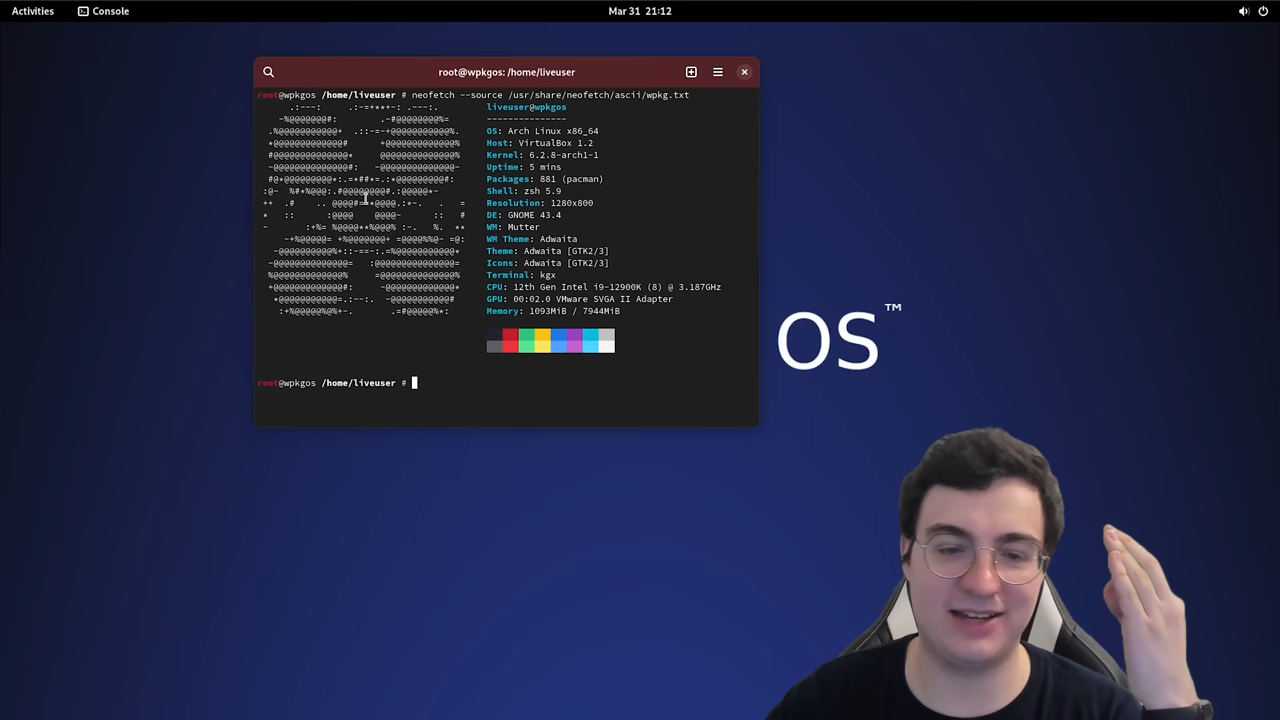 Activities
Console
Mar 31 21:12
root@wpkgos: /home/liveuser
root@wpkgos /home/liveuser # neofetch --source /usr/share/neofetch/ascii/wpkg.txt
liveuser@wpkgos
---------------
OS: Arch Linux x86_64
Host: VirtualBox 1.2
Kernel: 6.2.8-arch1-1
Uptime: 5 mins
Packages: 881 (pacman)
Shell: zsh 5.9
Resolution: 1280x800
DE: GNOME 43.4
WM: Mutter
WM Theme: Adwaita
Theme: Adwaita [GTK2/3]
Icons: Adwaita [GTK2/3]
Terminal: kgx
CPU: 12th Gen Intel i9-12900K (8) @ 3.187GHz
GPU: 00:02.0 VMware SVGA II Adapter
Memory: 1093MiB / 7944MiB
root@wpkgos /home/liveuser #
OS™